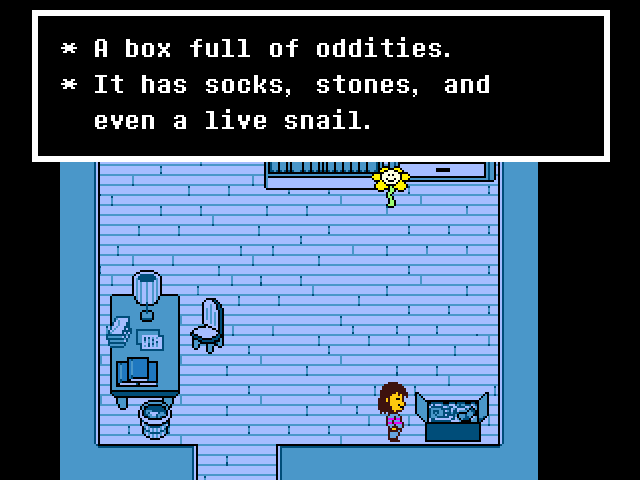 * A box full of oddities.
* It has socks, stones, and
even a live snail.